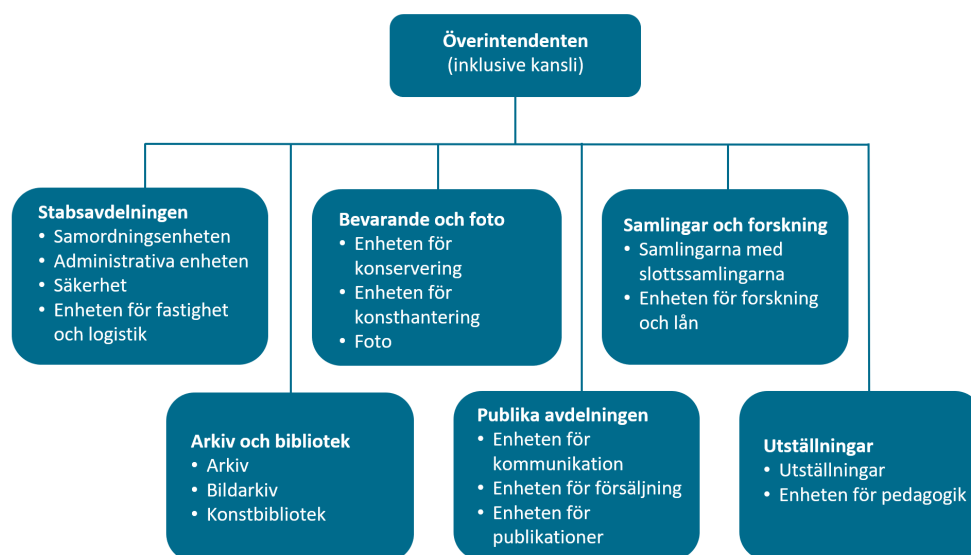 Överintendenten
(inklusive kansli)
Stabsavdelningen
• Samordningsenheten
• Administrativa enheten
• Säkerhet
• Enheten för fastighet
och logistik
Bevarande och foto
• Enheten för
konservering
• Enheten för
konsthantering
• Foto
Samlingar och forskning
• Samlingarna med
slottssamlingarna
• Enheten för forskning
och lån
Arkiv och bibliotek
• Arkiv
• Bildarkiv
• Konstbibliotek
Publika avdelningen
• Enheten för
kommunikation
• Enheten för försäljning
• Enheten för
publikationer
Utställningar
• Utställningar
• Enheten för pedagogik